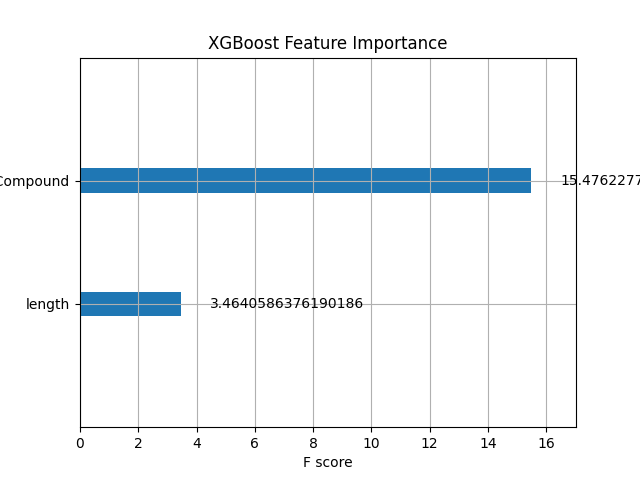 XGBoost Feature Importance
Compound
15.4762277
length
3.4640586376190186
0 2 4 6 8 10 12 14 16
F score